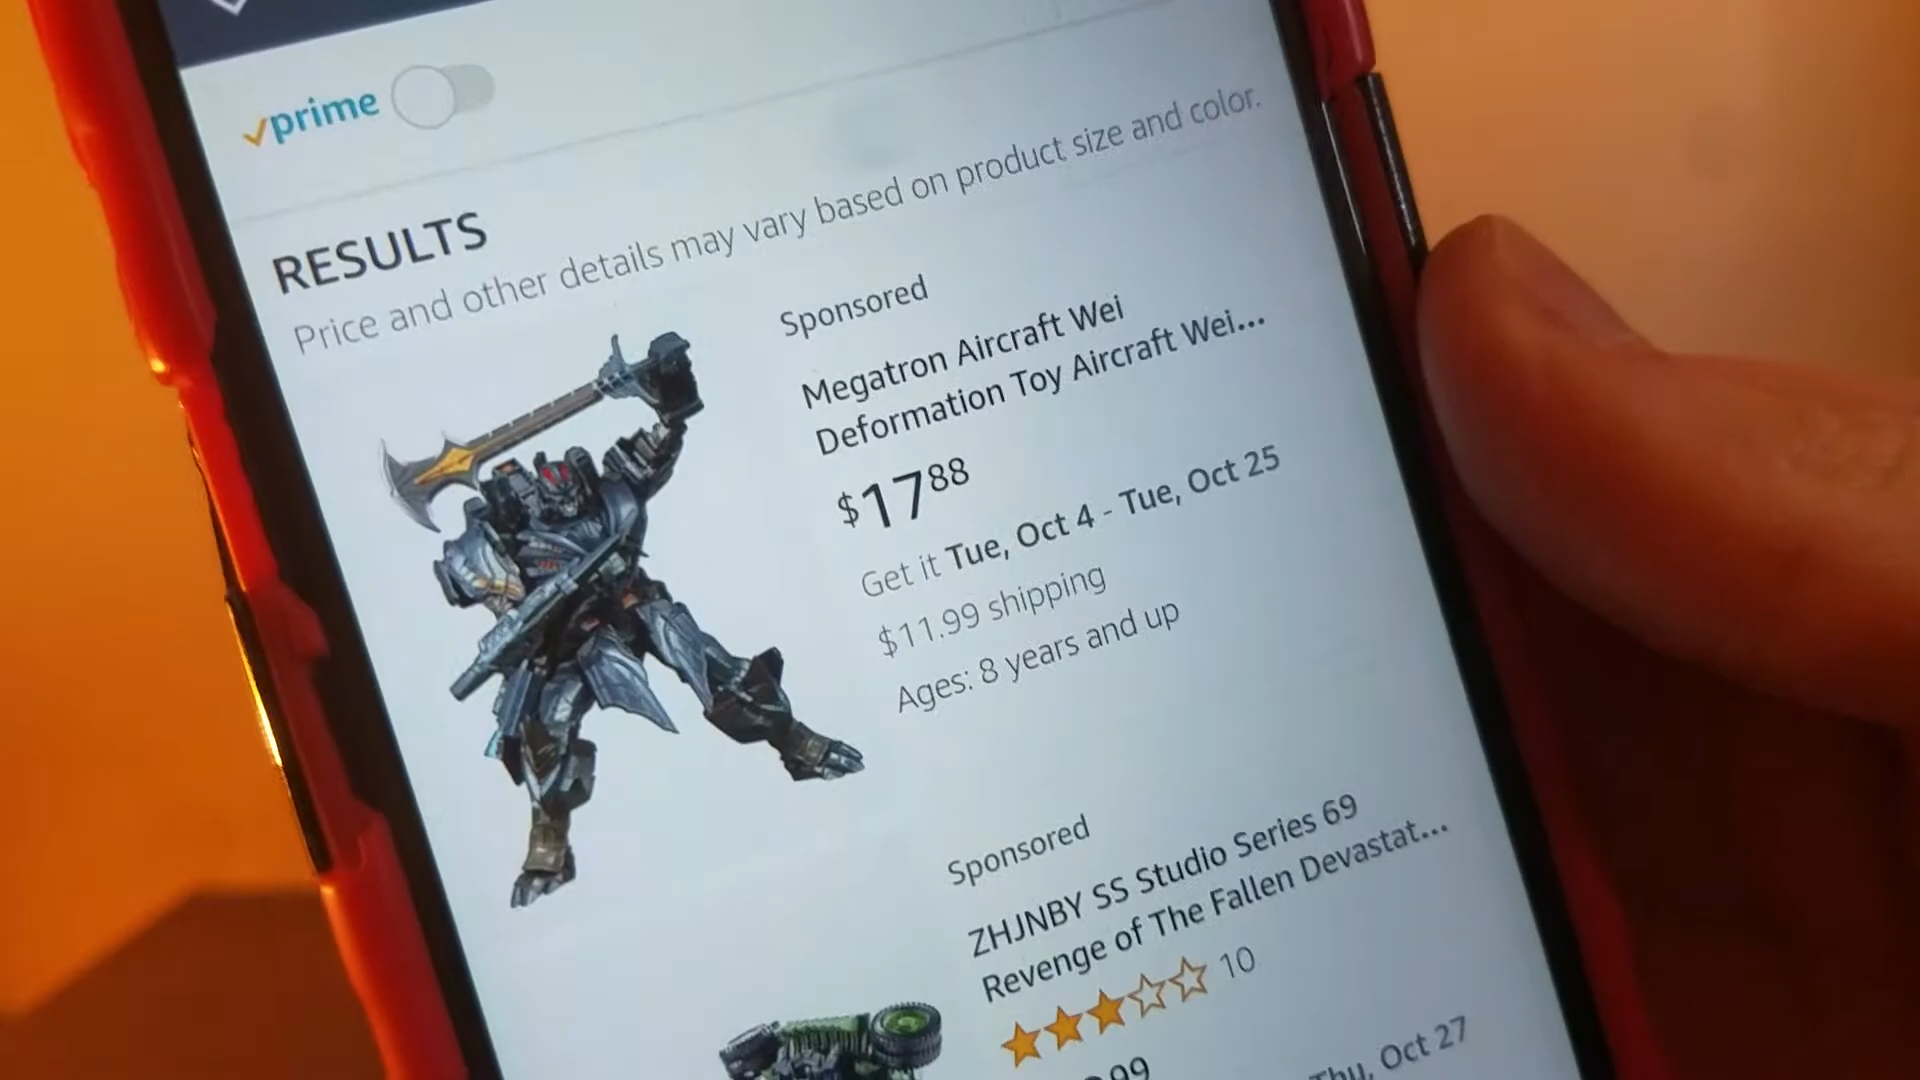 prime
RESULTS
Price and other details may vary based on product size and color.
Sponsored
Megatron Aircraft Wei
Deformation Toy Aircraft Wei...
$17 88
Get it Tue, Oct 4 - Tue, Oct 25
$11.99 shipping
Ages: 8 years and up
Sponsored
ZHJNBY SS Studio Series 69
Revenge of The Fallen Devastat...
10
99
Thu, Oct 27